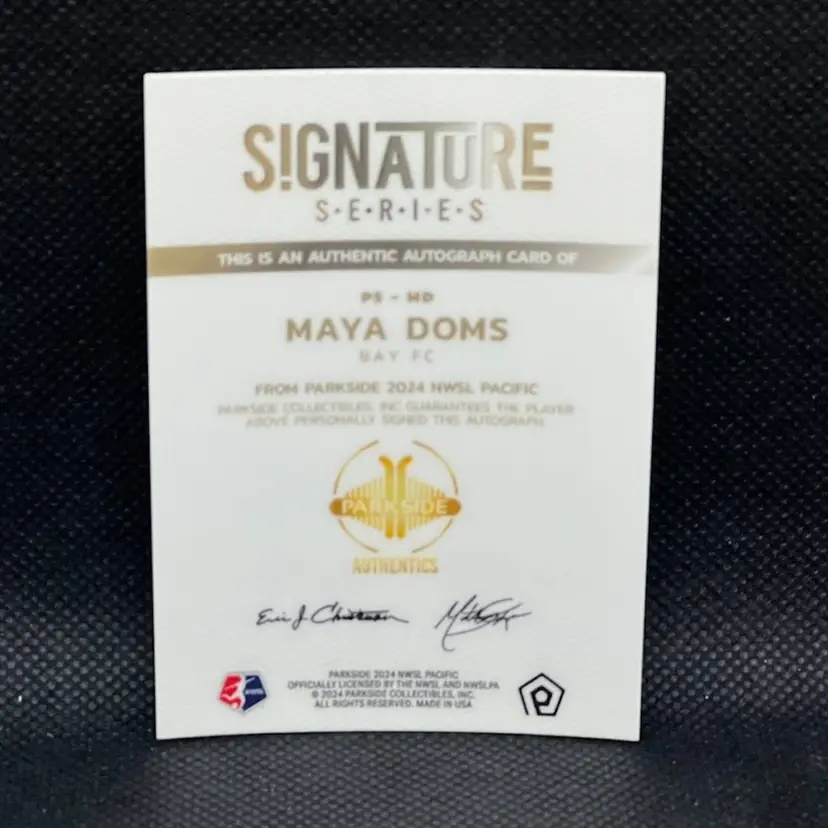 SIGNATURE
S·E·R·I·E·S
THIS IS AN AUTHENTIC AUTOGRAPH CARD OF
PS - MD
MAYA DOMS
BAY FC
FROM PARKSIDE 2024 NWSL PACIFIC
PARKSIDE COLLECTIBLES, INC GUARANTEES THE PLAYER
ABOVE PERSONALLY SIGNED THIS AUTOGRAPH
PARKSIDE
AUTHENTICS
Eric J Christensen
PARKSIDE 2024 NWSL PACIFIC
OFFICIALLY LICENSED BY THE NWSL AND NWSLPA
© 2024 PARKSIDE COLLECTIBLES, INC.
ALL RIGHTS RESERVED. MADE IN USA